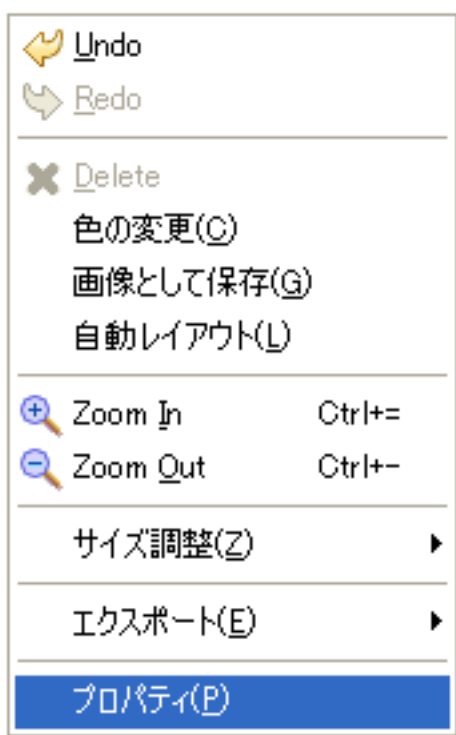 Undo
Redo
Delete
色の変更(C)
画像として保存(G)
自動レイアウト(L)
Zoom In Ctrl+=
Zoom Out Ctrl+-
サイズ調整(Z)
エクスポート(E)
プロパティ(P)